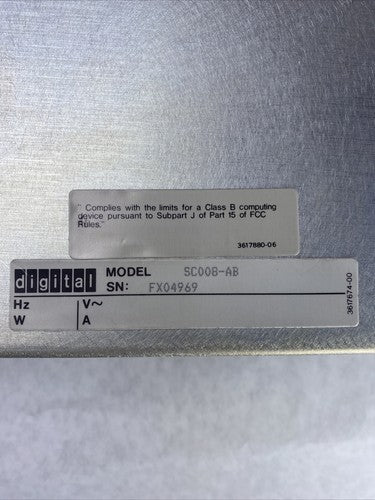 " Complies with the limits for a Class B computing
device pursuant to Subpart J of Part 15 of FCC
Rules."
3617880-06
digital MODEL SC008-AB
SN: FX04969
Hz V~
W A
3617674-00